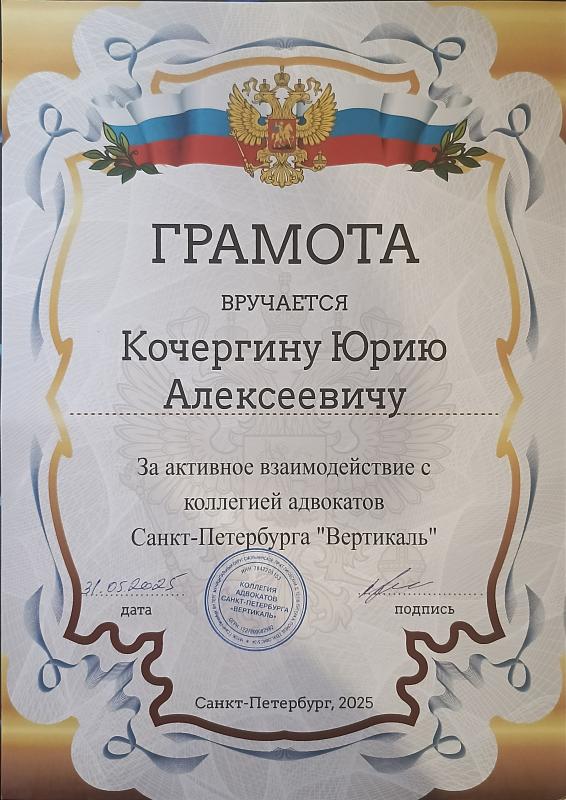 ГРАМОТА
ВРУЧАЕТСЯ
Кочергину Юрию
Алексеевичу
За активное взаимодействие с
коллегией адвокатов
Санкт-Петербурга "Вертикаль"
31.05.2025
дата
подпись
КОЛЛЕГИЯ
АДВОКАТОВ
САНКТ-ПЕТЕРБУРГА
«ВЕРТИКАЛЬ»
Санкт-Петербург, 2025